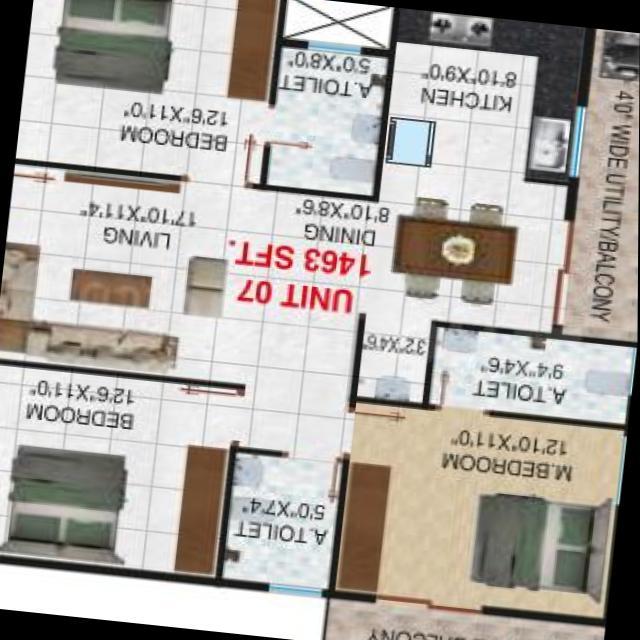 UNIT 07
1463 SFT.
M.BEDROOM
12'10"X11'0"
A.TOILET
5'0"X7'4"
BEDROOM
12'6"X11'0"
A.TOILET
9'4"X4'6"
3'2"X4'6"
LIVING
17'10"X11'4"
DINING
8'10"X8'6"
BEDROOM
12'6"X11'0"
A.TOILET
5'0"X8'0"
KITCHEN
8'10"X9'0"
4'0" WIDE UTILITY/BALCONY